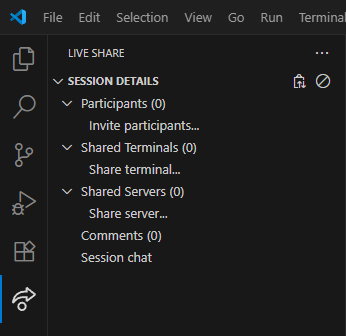 File Edit Selection View Go Run Terminal
LIVE SHARE
SESSION DETAILS
Participants (0)
Invite participants...
Shared Terminals (0)
Share terminal...
Shared Servers (0)
Share server...
Comments (0)
Session chat